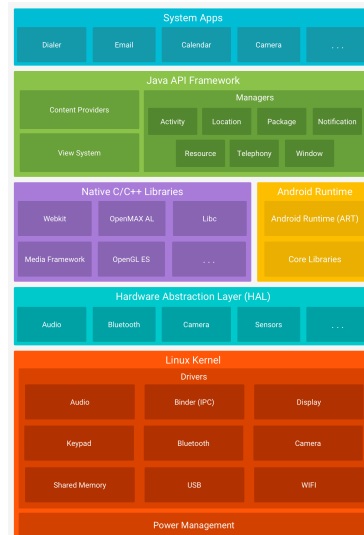 System Apps
Dialer Email Calendar Camera . . .
Java API Framework
Content Providers
View System
Managers
Activity Location Package Notification
Resource Telephony Window
Native C/C++ Libraries
Webkit OpenMAX AL Libc
Media Framework OpenGL ES . . .
Android Runtime
Android Runtime (ART)
Core Libraries
Hardware Abstraction Layer (HAL)
Audio Bluetooth Camera Sensors . . .
Linux Kernel
Drivers
Audio Binder (IPC) Display
Keypad Bluetooth Camera
Shared Memory USB WIFI
Power Management